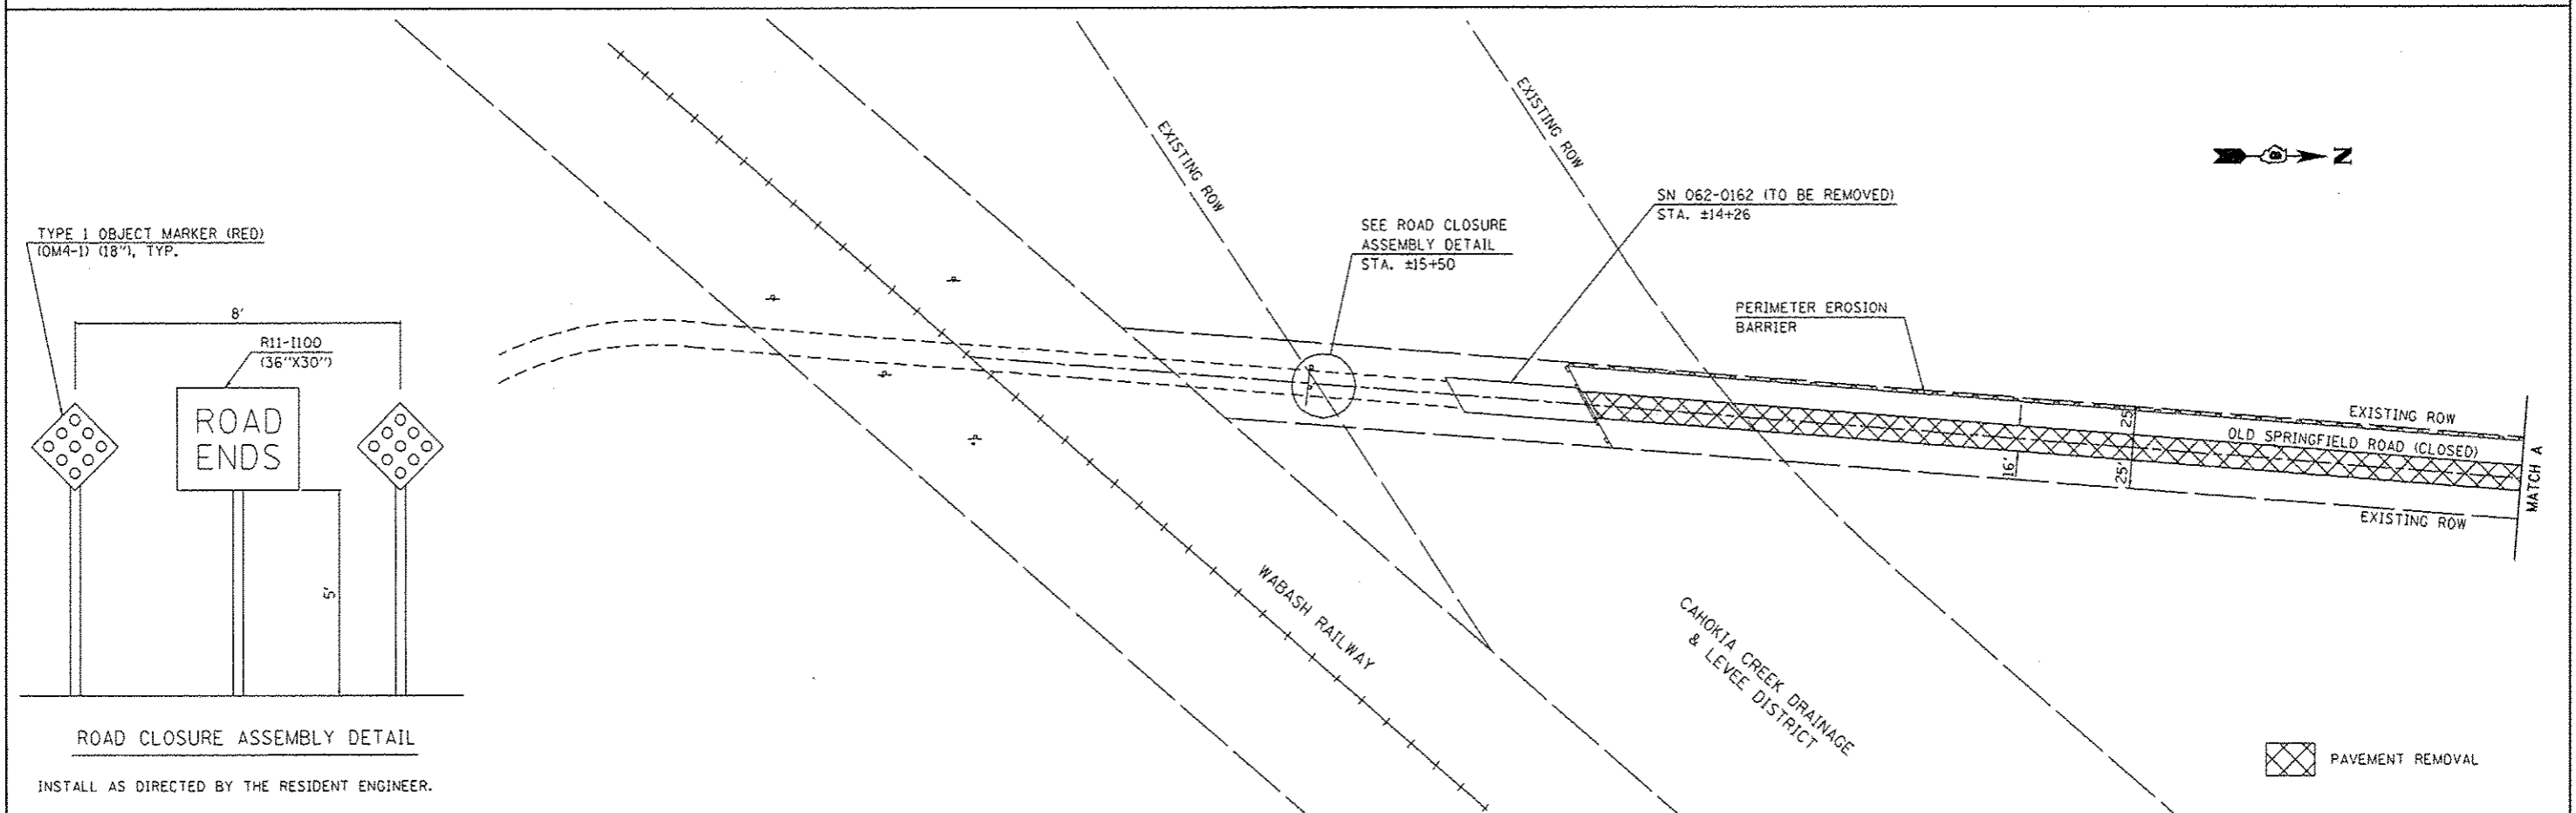 TYPE 1 OBJECT MARKER (RED)
(OM4-1) (18"), TYP.
8'
R11-I100
(36"X30")
ROAD
ENDS
5'
ROAD CLOSURE ASSEMBLY DETAIL
INSTALL AS DIRECTED BY THE RESIDENT ENGINEER.
EXISTING ROW
EXISTING ROW
N
SEE ROAD CLOSURE
ASSEMBLY DETAIL
STA. ±15+50
SN 062-0162 (TO BE REMOVED)
STA. ±14+26
PERIMETER EROSION
BARRIER
25'
16'
25'
EXISTING ROW
OLD SPRINGFIELD ROAD (CLOSED)
EXISTING ROW
MATCH A
WABASH RAILWAY
CAHOKIA CREEK DRAINAGE
& LEVEE DISTRICT
PAVEMENT REMOVAL